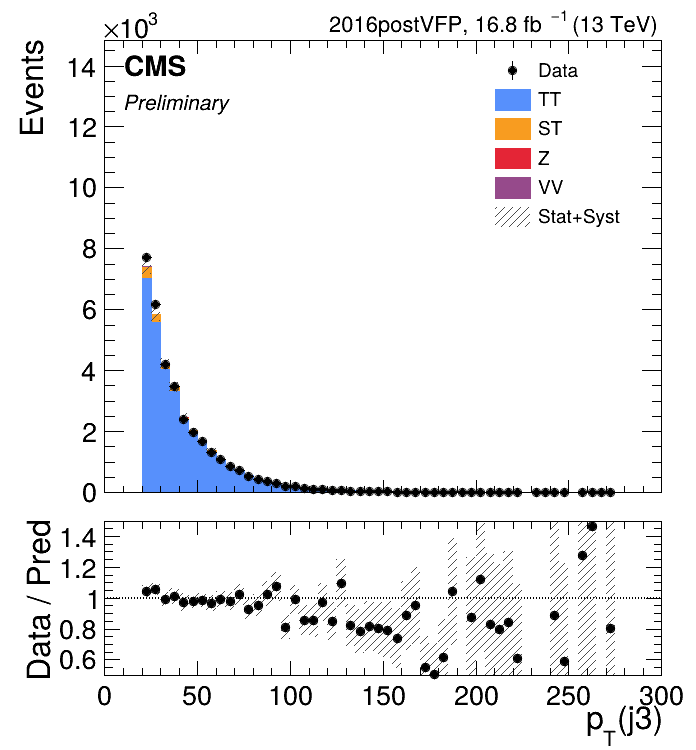 ×10³
2016postVFP, 16.8 fb⁻¹ (13 TeV)
CMS
Preliminary
Events
14
12
10
8
6
4
2
0
Data
TT
ST
Z
VV
Stat+Syst
Data / Pred
1.4
1.2
1
0.8
0.6
0 50 100 150 200 250 300
p_T(j3)